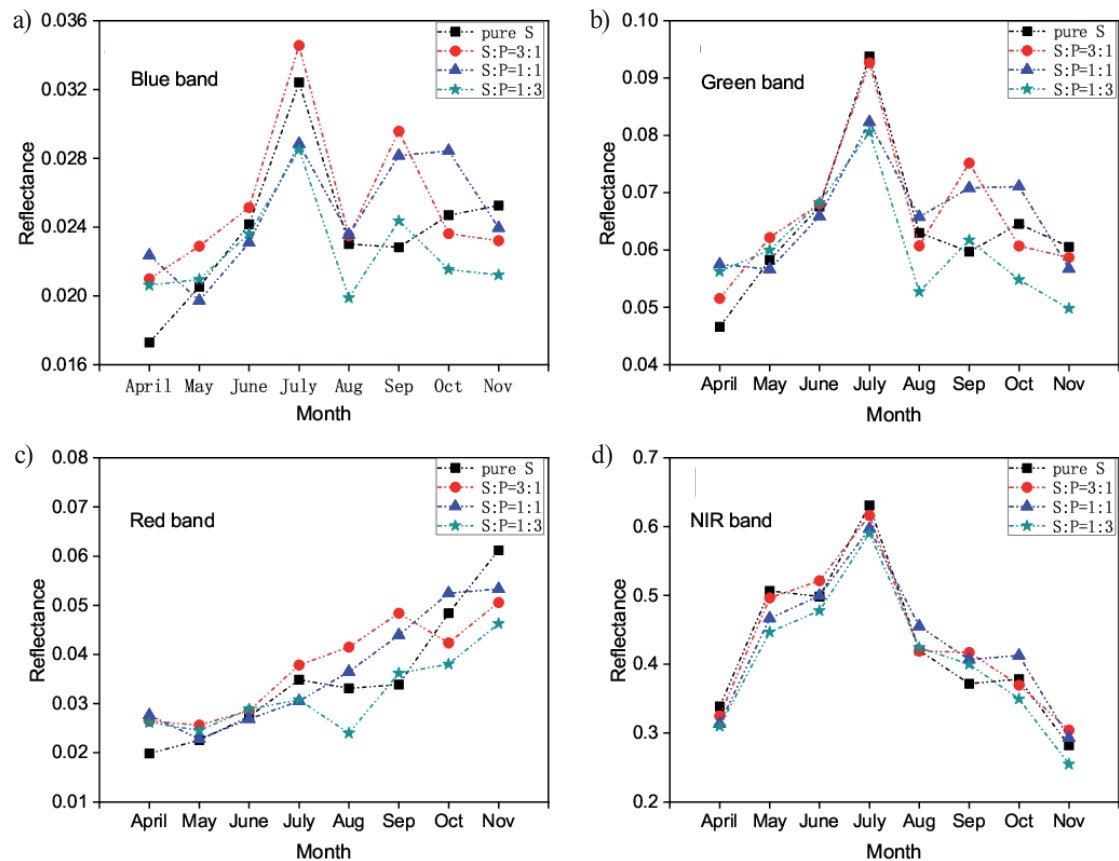 a)
Blue band
pure S
S:P=3:1
S:P=1:1
S:P=1:3
Reflectance
0.036
0.032
0.028
0.024
0.020
0.016
April May June July Aug Sep Oct Nov
Month
b)
Green band
pure S
S:P=3:1
S:P=1:1
S:P=1:3
Reflectance
0.10
0.09
0.08
0.07
0.06
0.05
0.04
April May June July Aug Sep Oct Nov
Month
c)
Red band
pure S
S:P=3:1
S:P=1:1
S:P=1:3
Reflectance
0.08
0.07
0.06
0.05
0.04
0.03
0.02
0.01
April May June July Aug Sep Oct Nov
Month
d)
NIR band
pure S
S:P=3:1
S:P=1:1
S:P=1:3
Reflectance
0.7
0.6
0.5
0.4
0.3
0.2
April May June July Aug Sep Oct Nov
Month